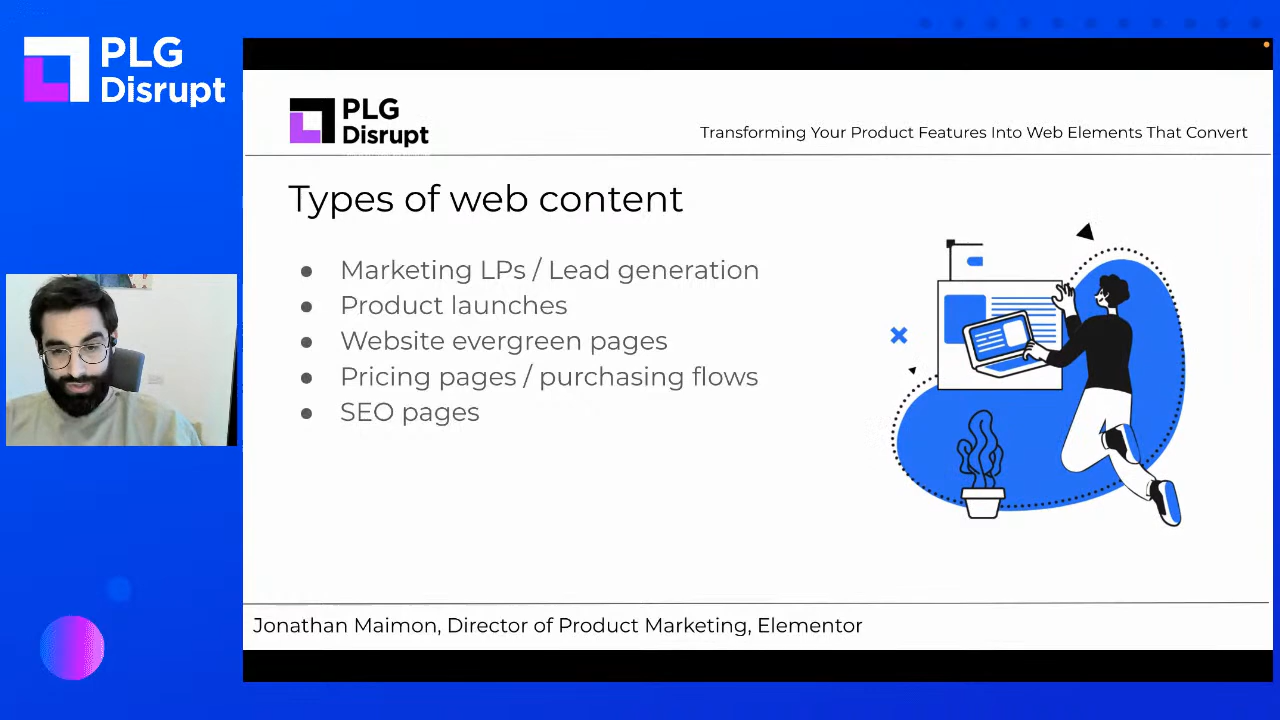 PLG
Disrupt
PLG
Disrupt
Transforming Your Product Features Into Web Elements That Convert
Types of web content
● Marketing LPs / Lead generation
● Product launches
● Website evergreen pages
● Pricing pages / purchasing flows
● SEO pages
Jonathan Maimon, Director of Product Marketing, Elementor